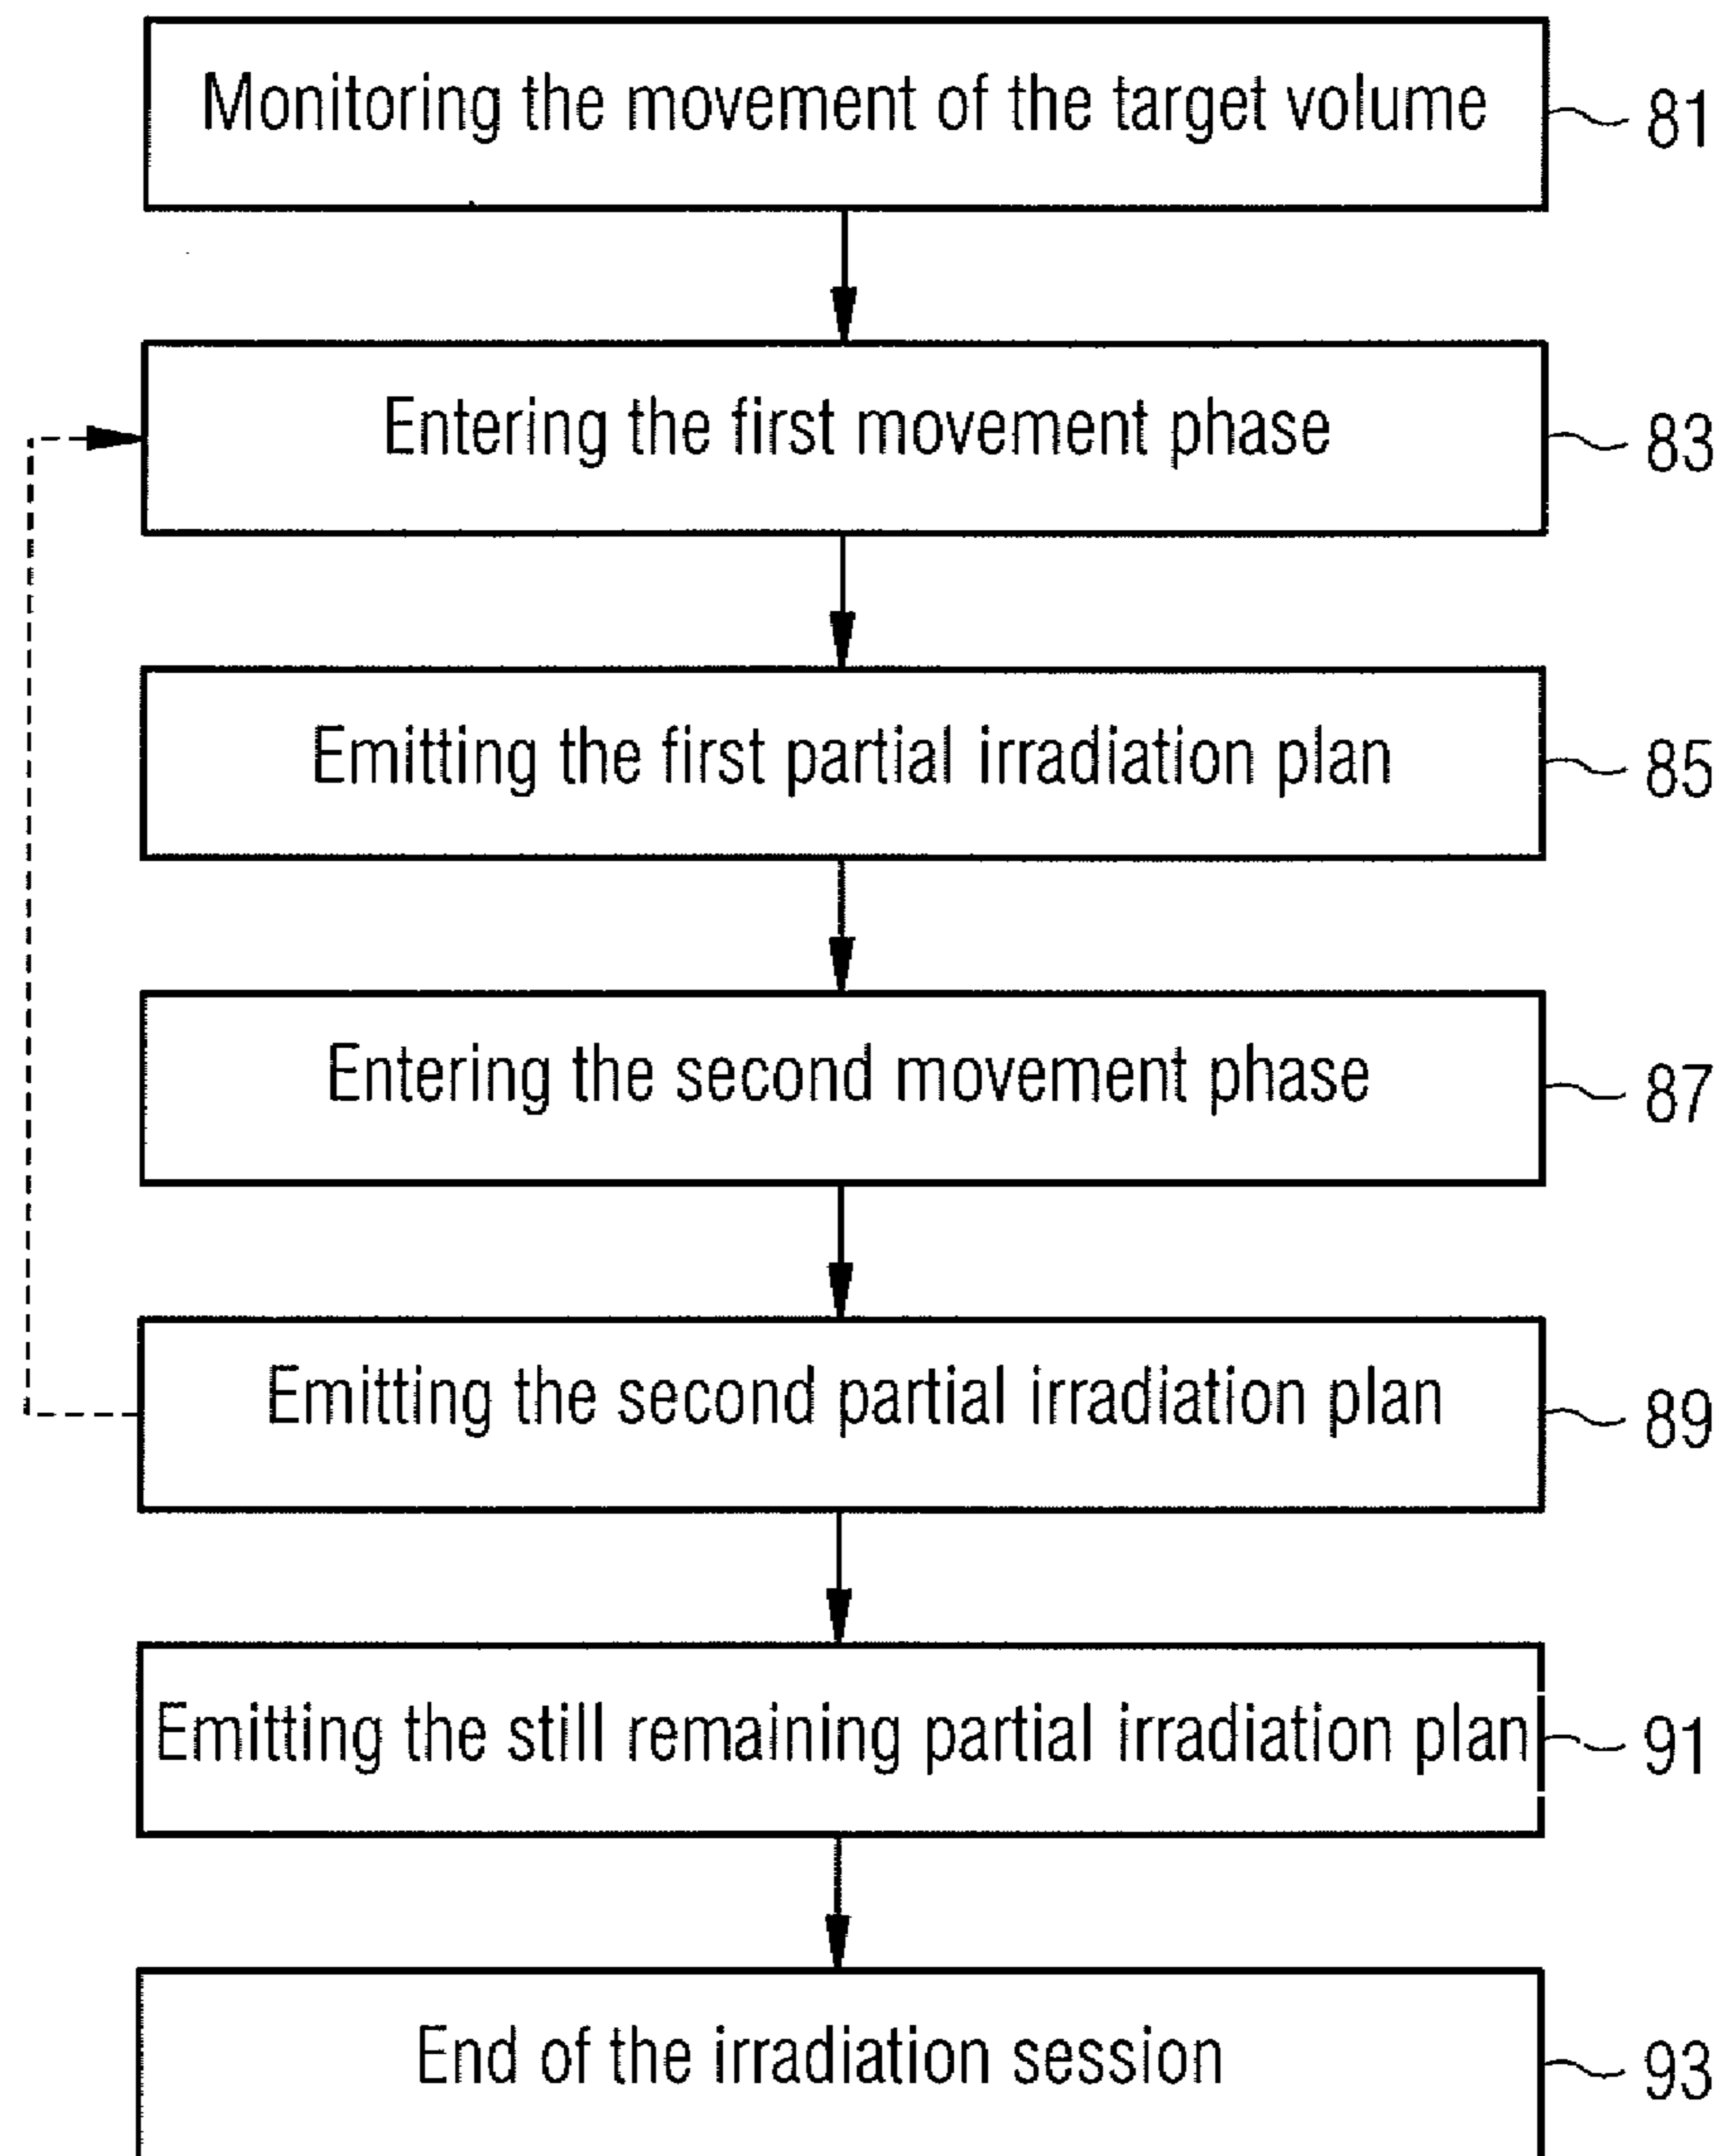 Monitoring the movement of the target volume 81
Entering the first movement phase 83
Emitting the first partial irradiation plan 85
Entering the second movement phase 87
Emitting the second partial irradiation plan 89
Emitting the still remaining partial irradiation plan 91
End of the irradiation session 93